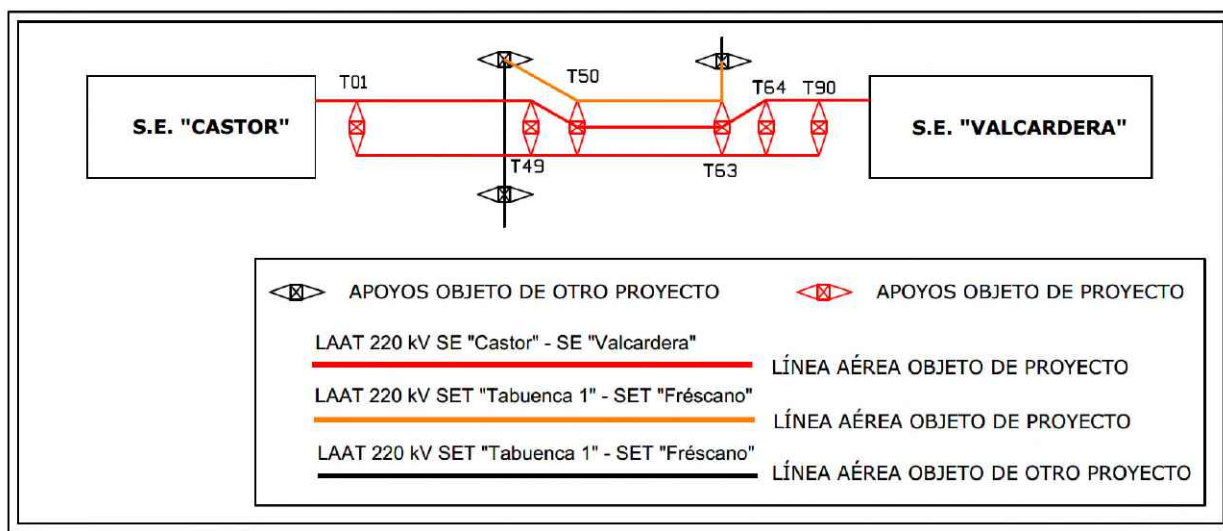 T01
T50
T64
T90
S.E. "CASTOR"
S.E. "VALCARDERA"
T49
T63
APOYOS OBJETO DE OTRO PROYECTO
APOYOS OBJETO DE PROYECTO
LAAT 220 kV SE "Castor" - SE "Valcardera"
LÍNEA AÉREA OBJETO DE PROYECTO
LAAT 220 kV SET "Tabuenca 1" - SET "Fréscano"
LÍNEA AÉREA OBJETO DE PROYECTO
LAAT 220 kV SET "Tabuenca 1" - SET "Fréscano"
LÍNEA AÉREA OBJETO DE OTRO PROYECTO